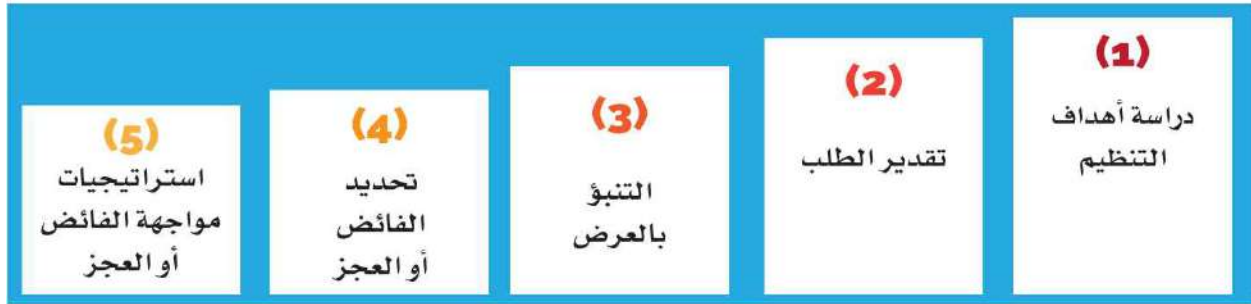 (1)
دراسة أهداف
التنظيم
(2)
تقدير الطلب
(3)
التنبؤ
بالعرض
(4)
تحديد
الفائض
أو العجز
(5)
استراتيجيات
مواجهة الفائض
أو العجز